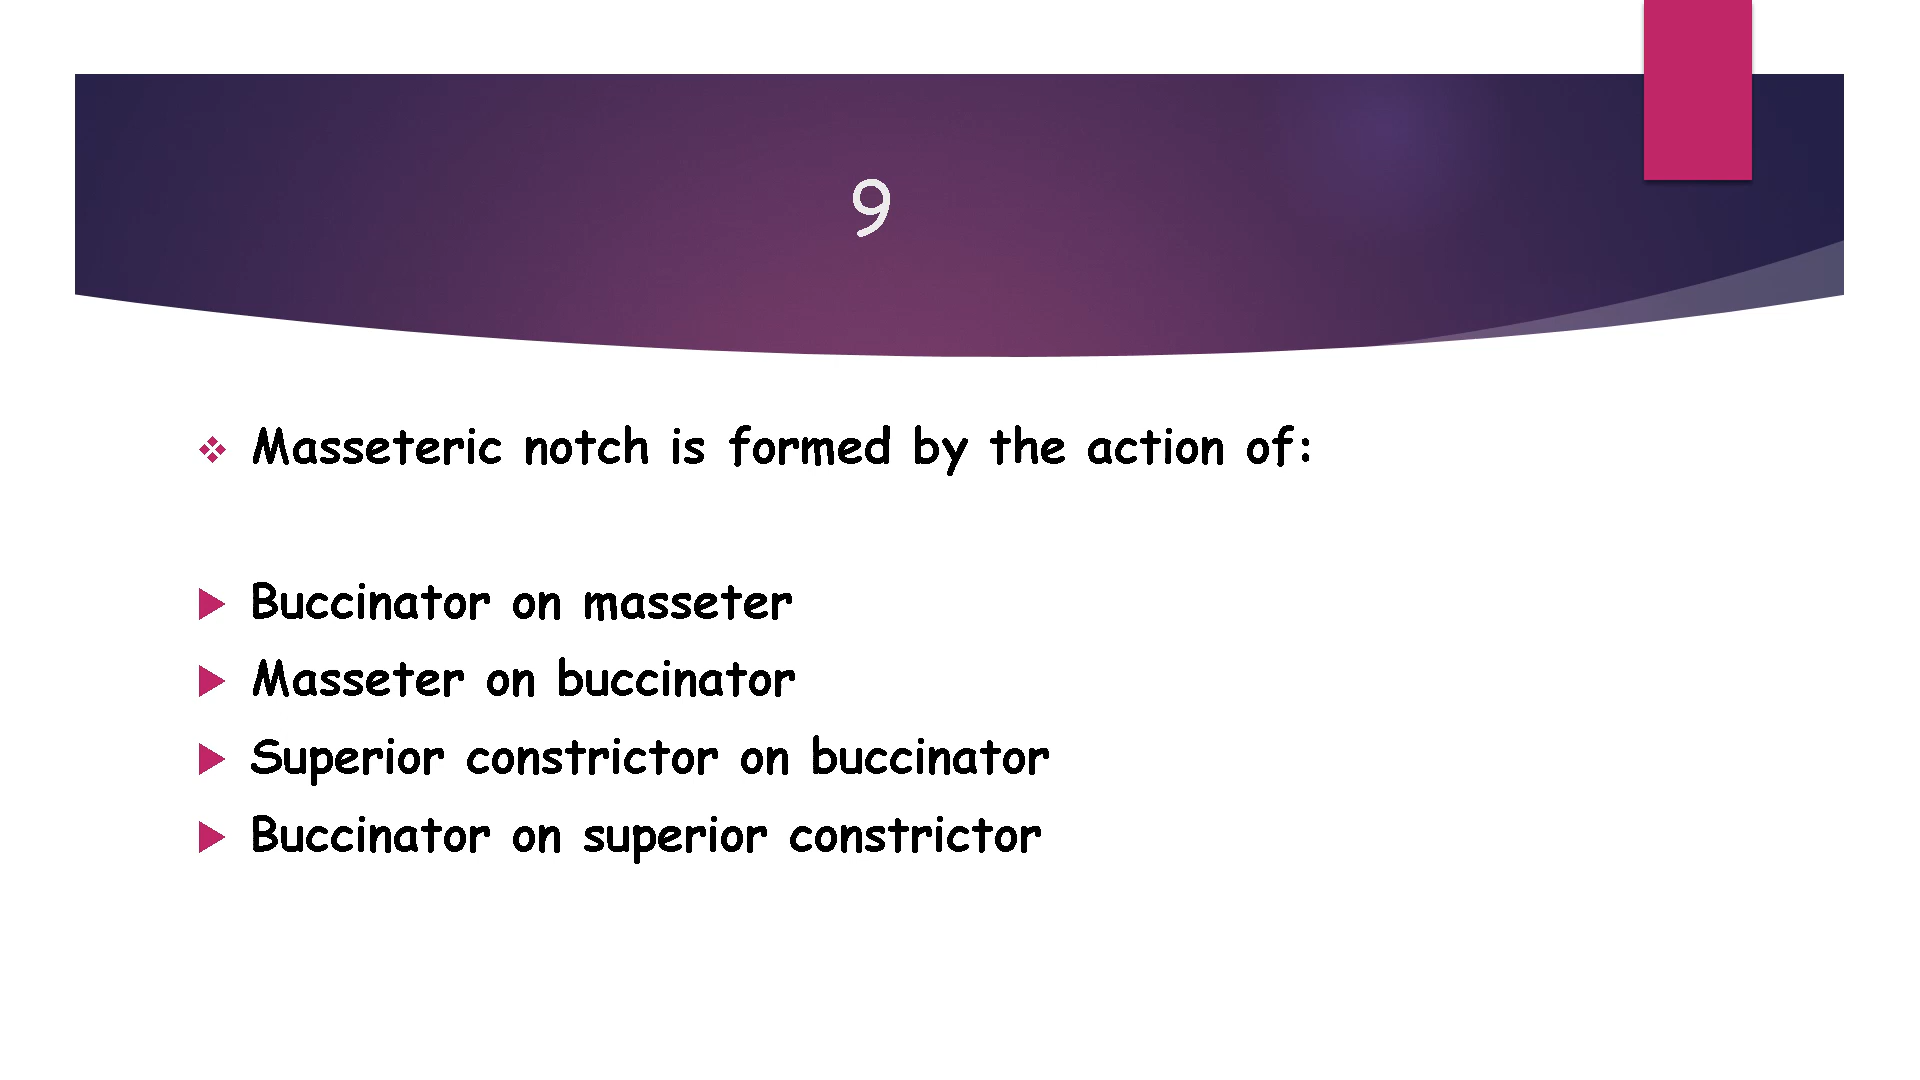 9
Masseteric notch is formed by the action of:
Buccinator on masseter
Masseter on buccinator
Superior constrictor on buccinator
Buccinator on superior constrictor